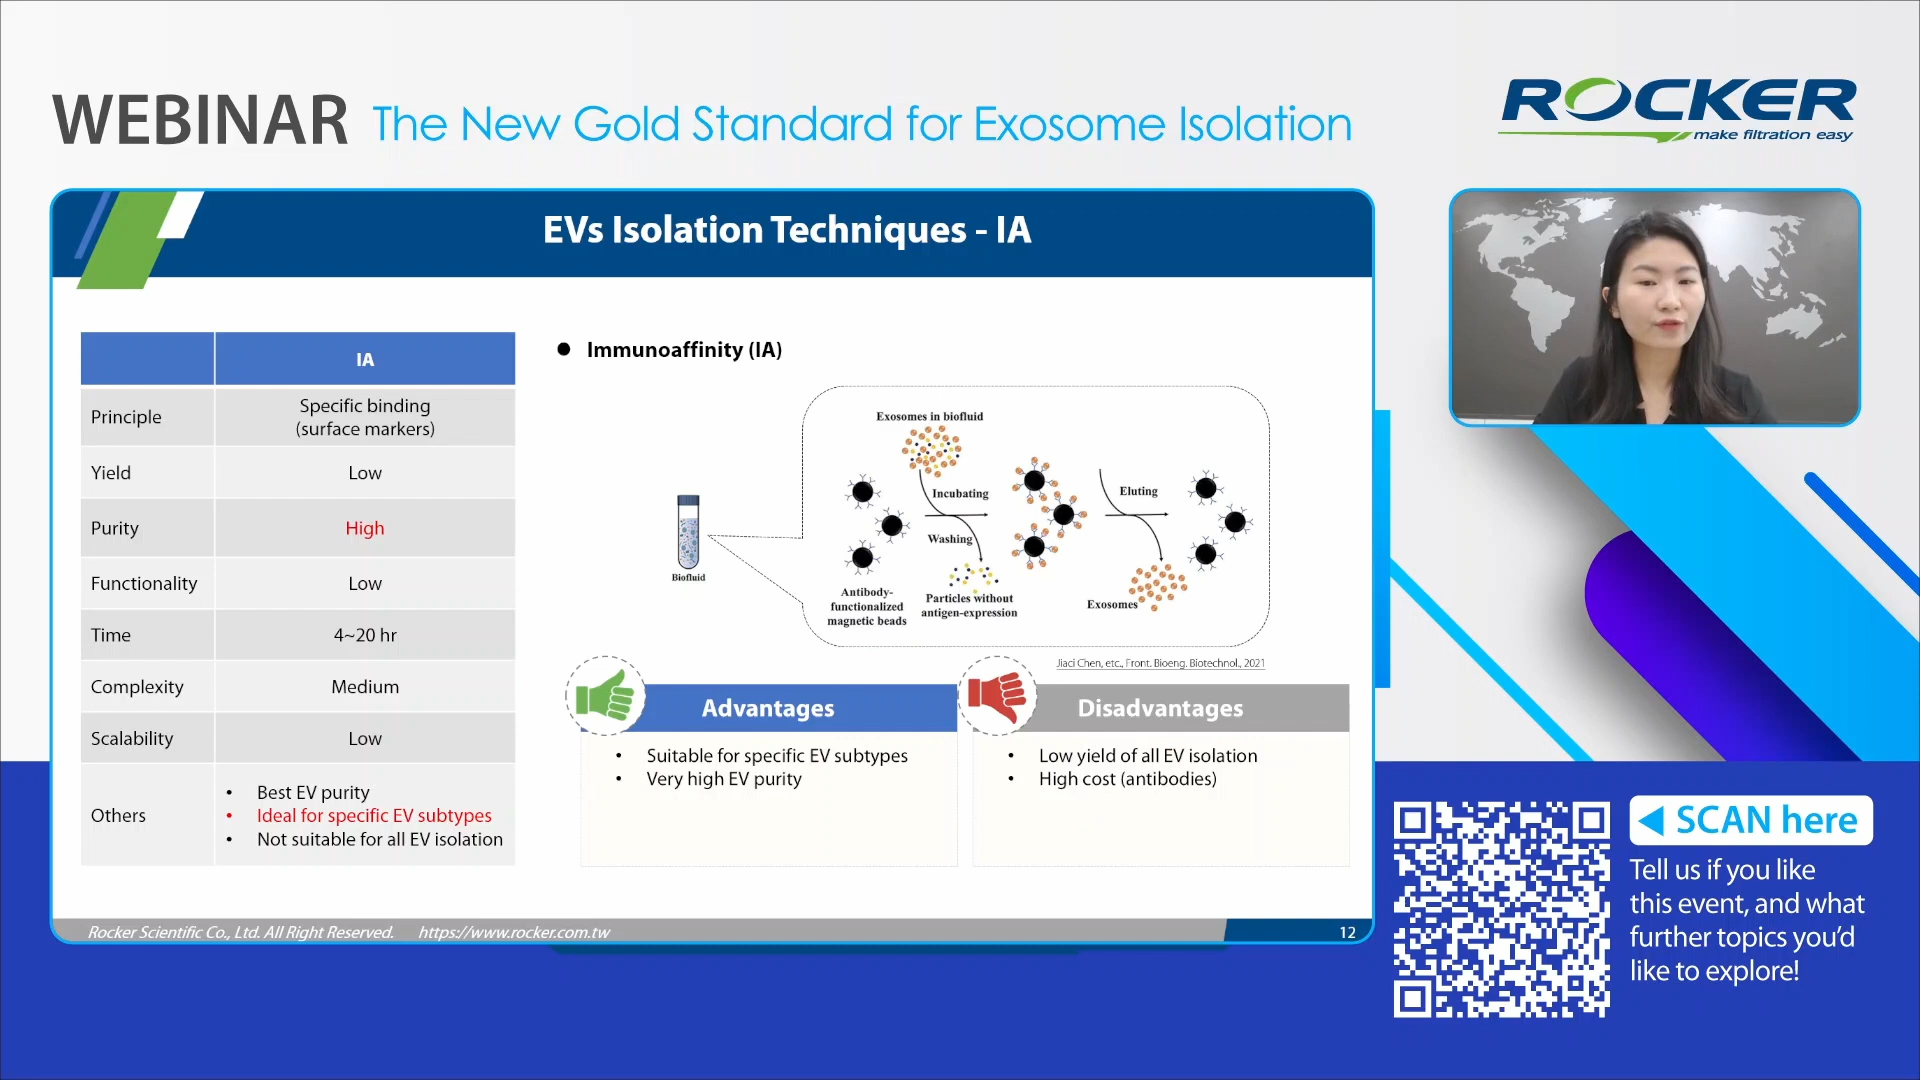 WEBINAR The New Gold Standard for Exosome Isolation
ROCKER
make filtration easy
EVs Isolation Techniques - IA
IA
Principle
Specific binding
(surface markers)
Yield
Low
Purity
High
Functionality
Low
Time
4~20 hr
Complexity
Medium
Scalability
Low
Others
• Best EV purity
• Ideal for specific EV subtypes
• Not suitable for all EV isolation
● Immunoaffinity (IA)
Biofluid
Exosomes in biofluid
Incubating
Washing
Antibody-
functionalized
magnetic beads
Particles without
antigen-expression
Eluting
Exosomes
Jiaci Chen, etc., Front. Bioeng. Biotechnol., 2021
Advantages
• Suitable for specific EV subtypes
• Very high EV purity
Disadvantages
• Low yield of all EV isolation
• High cost (antibodies)
Rocker Scientific Co., Ltd. All Right Reserved. https://www.rocker.com.tw
12
SCAN here
Tell us if you like
this event, and what
further topics you'd
like to explore!